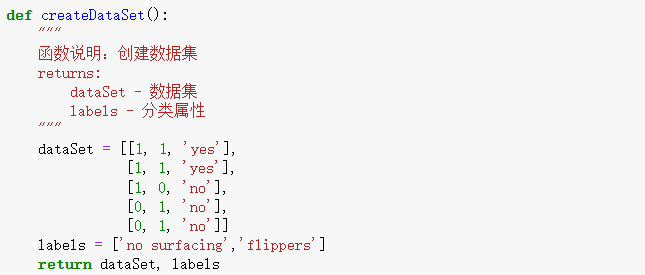 def createDataSet():
    """
    函数说明：创建数据集
    returns:
        dataSet - 数据集
        labels - 分类属性
    """
    dataSet = [[1, 1, 'yes'],
               [1, 1, 'yes'],
               [1, 0, 'no'],
               [0, 1, 'no'],
               [0, 1, 'no']]
    labels = ['no surfacing','flippers']
    return dataSet, labels